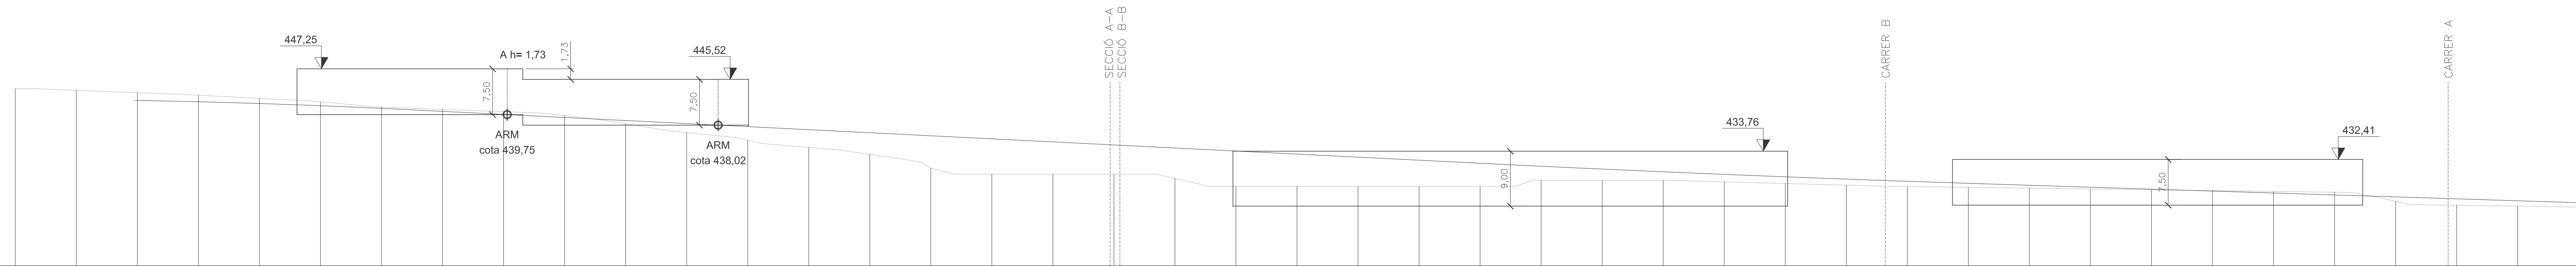 447,25
A h= 1,73
1,73
7,50
ARM
cota 439,75
445,52
7,50
ARM
cota 438,02
SECCIÓ A-A
SECCIÓ B-B
433,76
9,00
CARRER B
432,41
7,50
CARRER A